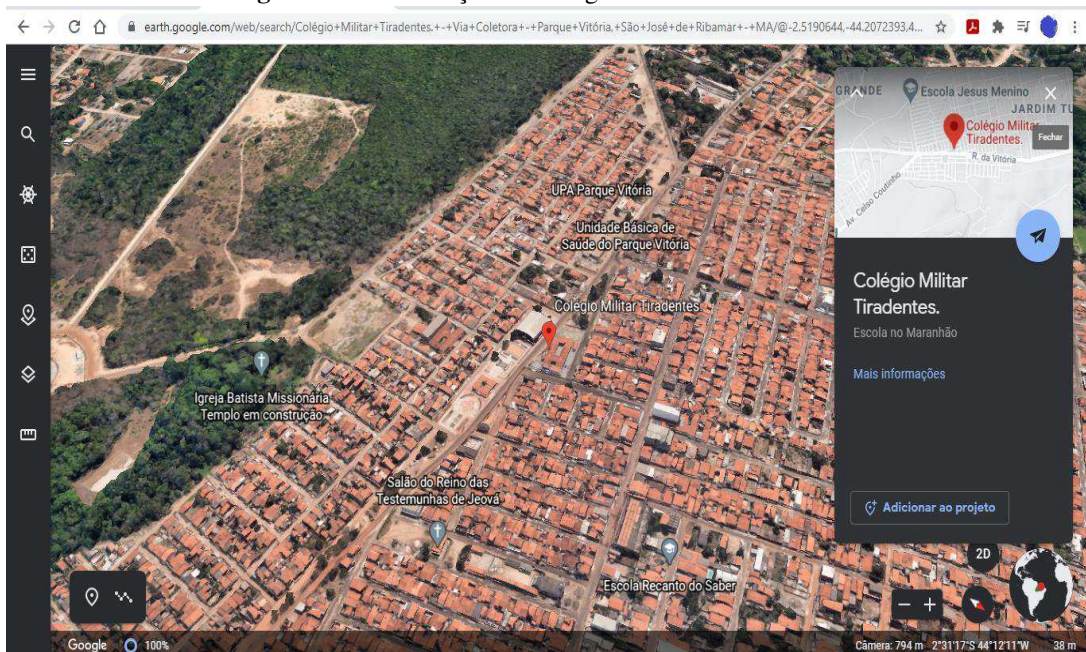 earth.google.com/web/search/Colégio+Militar+Tiradentes.+-+Via+Coletora+-+Parque+Vitória,+São+José+de+Ribamar+-+MA/@-2.5190644,-44.2072393,4...
GRANDE
Escola Jesus Menino
JARDIM TU
Colégio Militar
Tiradentes.
Fechar
R. da Vitória
Av. Celso Coutinho
UPA Parque Vitória
Unidade Básica de
Saúde do Parque Vitória
Colégio Militar Tiradentes.
Igreja Batista Missionária
Templo em construção
Salão do Reino das
Testemunhas de Jeová
Escola Recanto do Saber
Colégio Militar
Tiradentes.
Escola no Maranhão
Mais informações
Adicionar ao projeto
2D
Google
100%
Câmera: 794 m 2°31'17"S 44°12'11"W 38 m